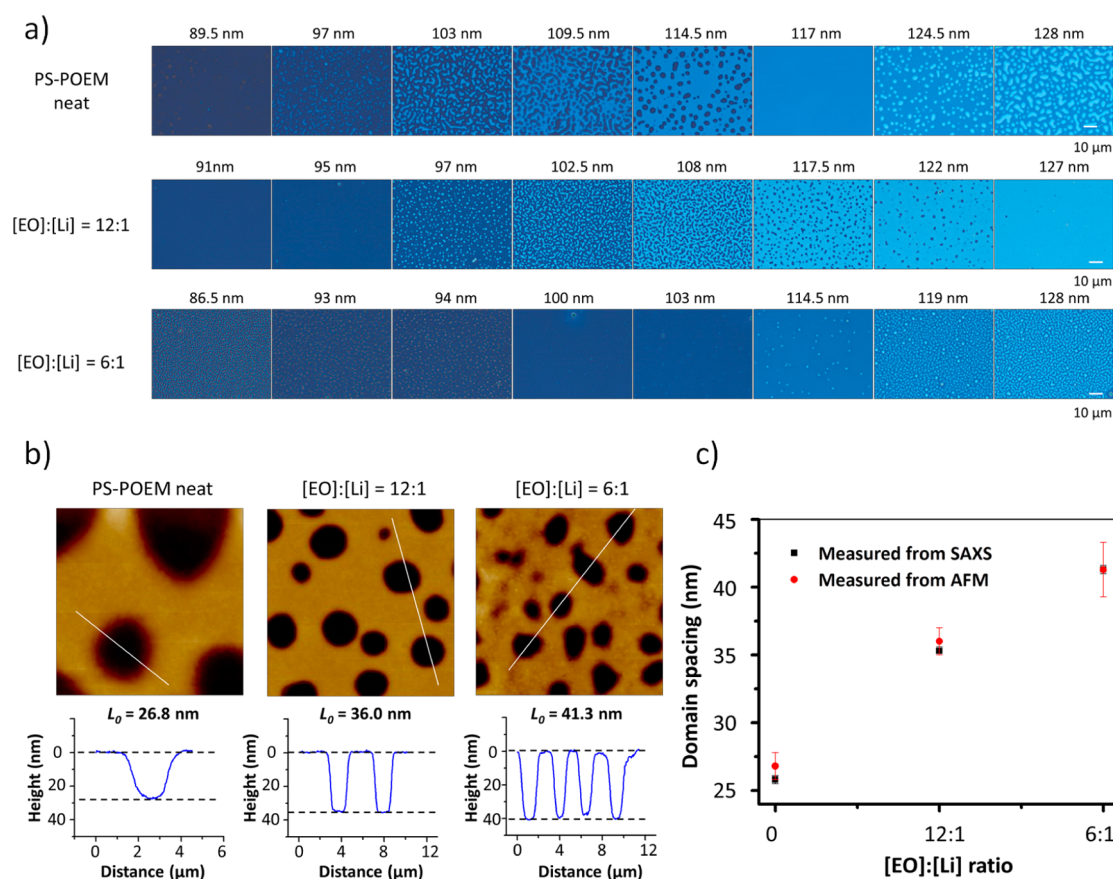 a)
89.5 nm 97 nm 103 nm 109.5 nm 114.5 nm 117 nm 124.5 nm 128 nm
PS-POEM
neat
10 µm
91nm 95 nm 97 nm 102.5 nm 108 nm 117.5 nm 122 nm 127 nm
[EO]:[Li] = 12:1
10 µm
86.5 nm 93 nm 94 nm 100 nm 103 nm 114.5 nm 119 nm 128 nm
[EO]:[Li] = 6:1
10 µm
b)
PS-POEM neat [EO]:[Li] = 12:1 [EO]:[Li] = 6:1
L₀ = 26.8 nm L₀ = 36.0 nm L₀ = 41.3 nm
Height (nm)
0
20
40
0 2 4 6
Distance (µm)
Height (nm)
0
20
40
0 4 8 12
Distance (µm)
Height (nm)
0
20
40
0 2 4 6 8 10 12
Distance (µm)
c)
Domain spacing (nm)
45
40
35
30
25
Measured from SAXS
Measured from AFM
0 12:1 6:1
[EO]:[Li] ratio